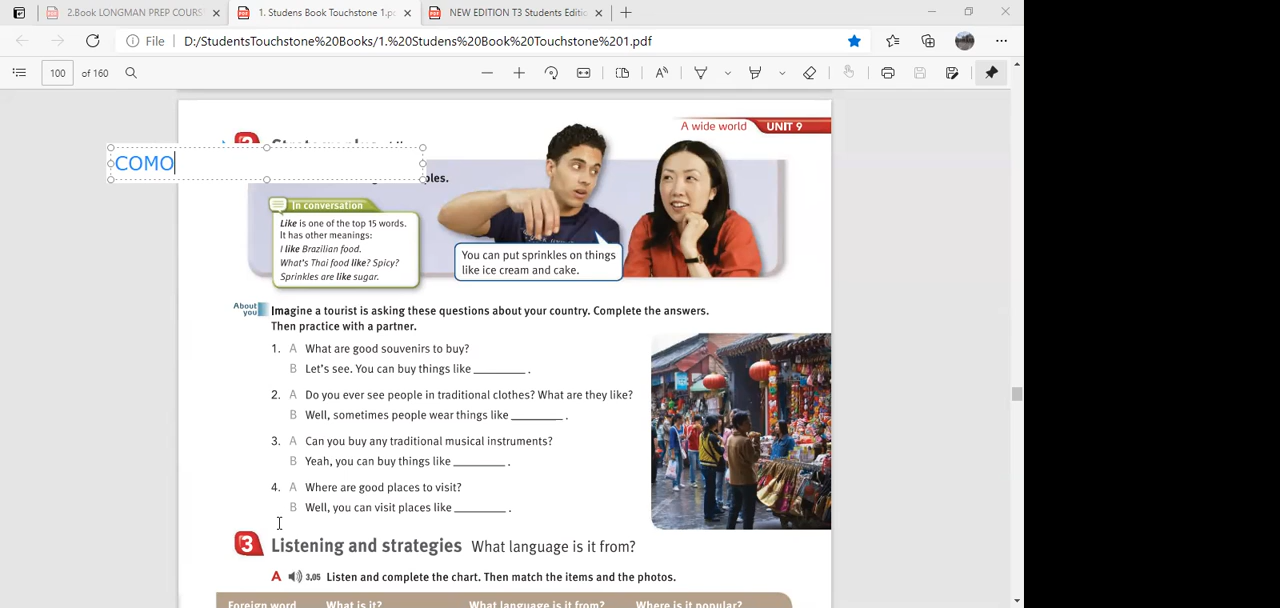 2.Book LONGMAN PREP COURS
1. Studens Book Touchstone 1.p
NEW EDITION T3 Students Editi
File
D:/StudentsTouchstone%20Books/1.%20Studens%20Book%20Touchstone%201.pdf
100
of 160
A wide world UNIT 9
COMO
In conversation
Like is one of the top 15 words.
It has other meanings:
I like Brazilian food.
What's Thai food like? Spicy?
Sprinkles are like sugar.
You can put sprinkles on things
like ice cream and cake.
About
you
Imagine a tourist is asking these questions about your country. Complete the answers.
Then practice with a partner.
1. A What are good souvenirs to buy?
B Let's see. You can buy things like ________ .
2. A Do you ever see people in traditional clothes? What are they like?
B Well, sometimes people wear things like ________ .
3. A Can you buy any traditional musical instruments?
B Yeah, you can buy things like ________ .
4. A Where are good places to visit?
B Well, you can visit places like ________ .
3 Listening and strategies What language is it from?
A 3.05 Listen and complete the chart. Then match the items and the photos.
Foreign word What is it? What language is it from? Where is it popular?